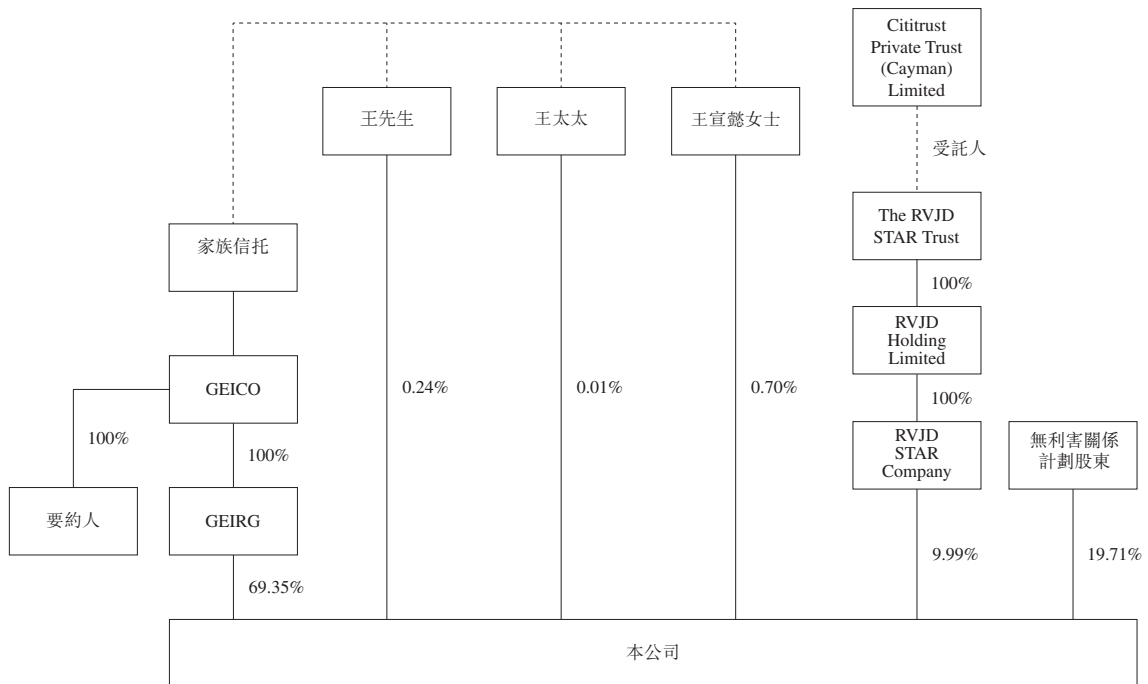 Cititrust
Private Trust
(Cayman)
Limited
王先生
王太太
王宣懿女士
受託人
家族信托
The RVJD
STAR Trust
100%
RVJD
Holding
Limited
GEICO
0.24%
0.01%
0.70%
100%
100%
100%
RVJD
STAR
Company
無利害關係
計劃股東
要約人
GEIRG
69.35%
9.99%
19.71%
本公司